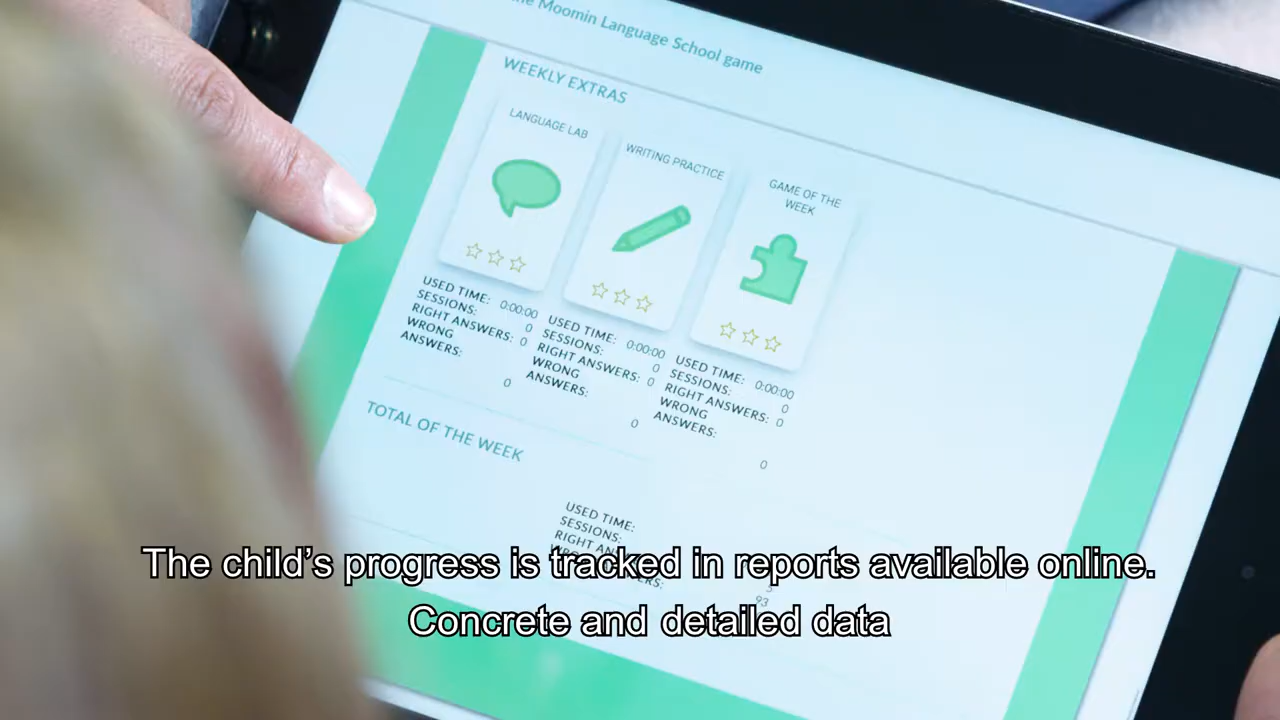 Moomin Language School game
WEEKLY EXTRAS
LANGUAGE LAB
WRITING PRACTICE
GAME OF THE
WEEK
USED TIME: 0:00:00
SESSIONS: 0
RIGHT ANSWERS: 0
WRONG
ANSWERS:
0
USED TIME: 0:00:00
SESSIONS: 0
RIGHT ANSWERS: 0
WRONG
ANSWERS:
0
USED TIME: 0:00:00
SESSIONS: 0
RIGHT ANSWERS: 0
WRONG
ANSWERS:
0
TOTAL OF THE WEEK
USED TIME:
SESSIONS:
RIGHT
93
The child’s progress is tracked in reports available online.
Concrete and detailed data